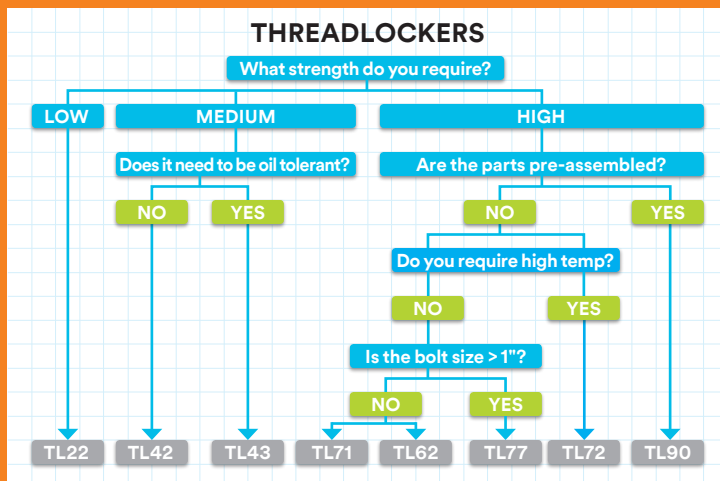 THREADLOCKERS
What strength do you require?
LOW
MEDIUM
HIGH
Does it need to be oil tolerant?
Are the parts pre-assembled?
NO
YES
NO
YES
Do you require high temp?
NO
YES
Is the bolt size > 1"?
NO
YES
TL22
TL42
TL43
TL71
TL62
TL77
TL72
TL90